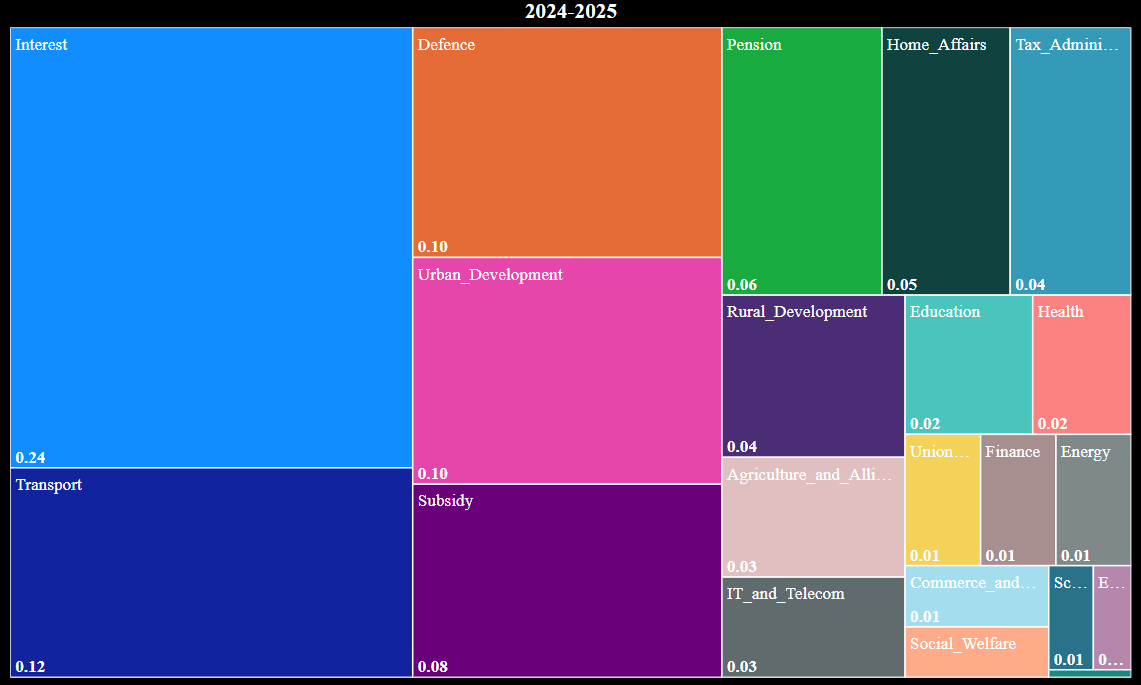 2024-2025
Interest
0.24
Transport
0.12
Defence
0.10
Urban_Development
0.10
Subsidy
0.08
Pension
0.06
Home_Affairs
0.05
Tax_Admini...
0.04
Rural_Development
0.04
Agriculture_and_Alli...
0.03
IT_and_Telecom
0.03
Education
0.02
Health
0.02
Union...
0.01
Finance
0.01
Energy
0.01
Commerce_and...
0.01
Social_Welfare
Sc...
0.01
E...
0...